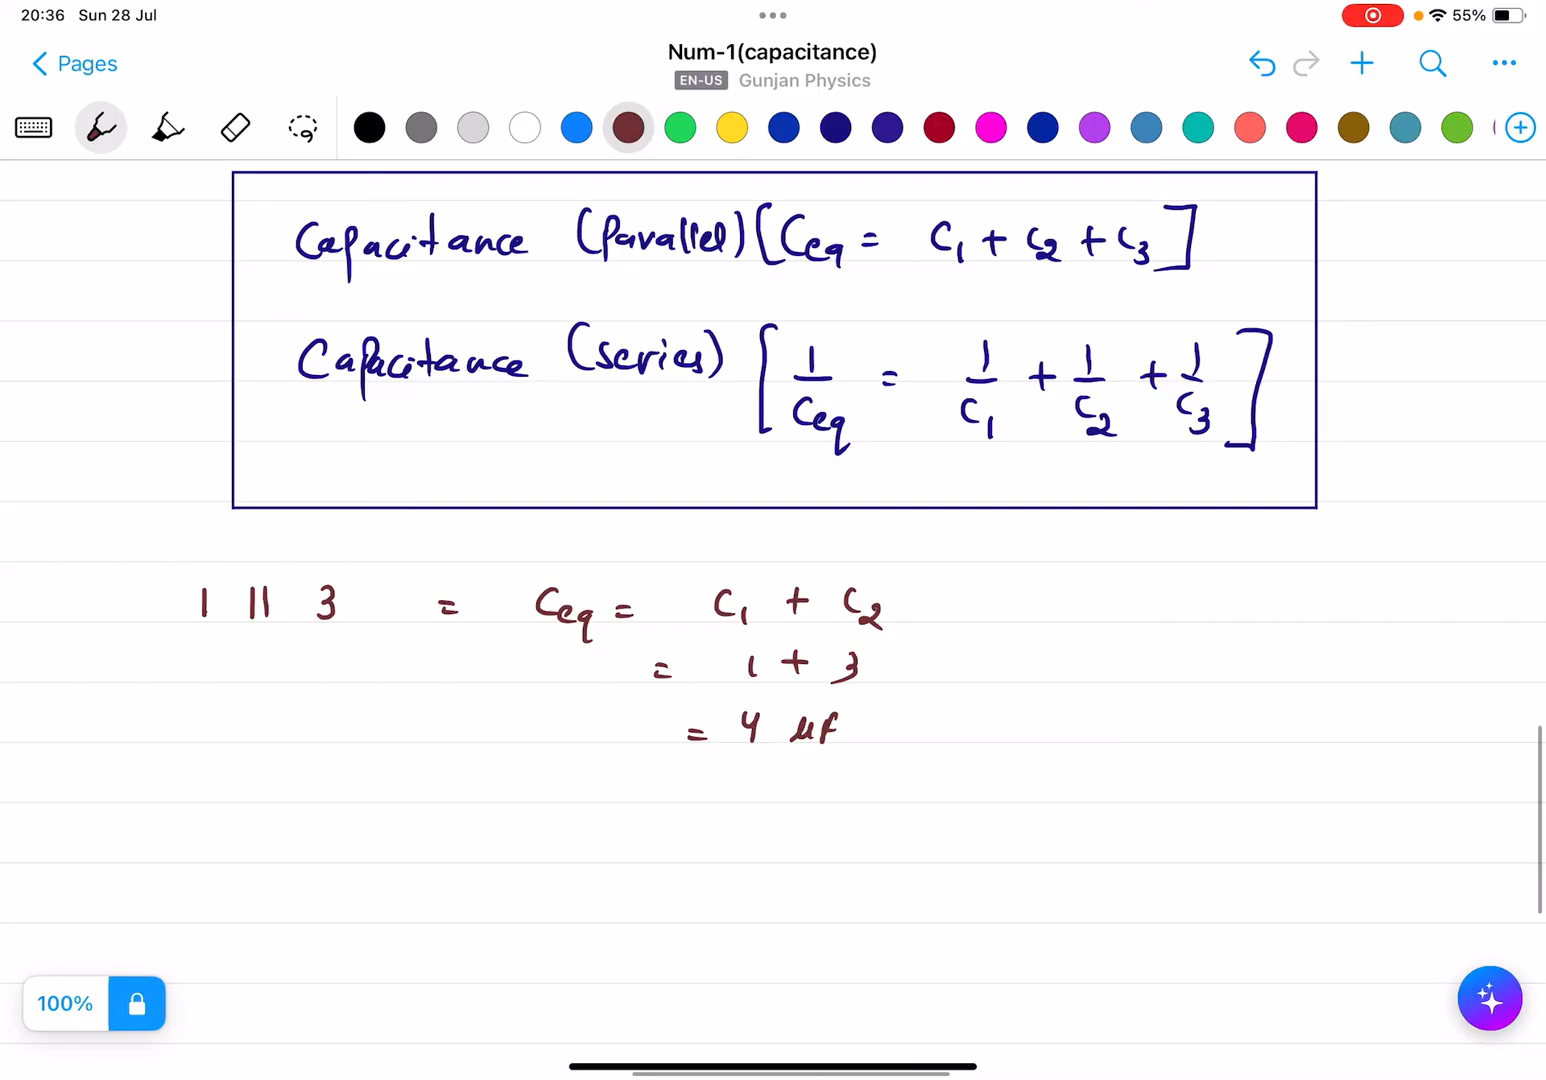 20:36 Sun 28 Jul 55%
Num-1(capacitance)
Pages
EN-US Gunjan Physics
Capacitance (Parallel) [Ceq = C1 + C2 + C3]
Capacitance (series) [1/Ceq = 1/C1 + 1/C2 + 1/C3]
1 || 3 = Ceq = C1 + C2
= 1 + 3
= 4 μf
100%